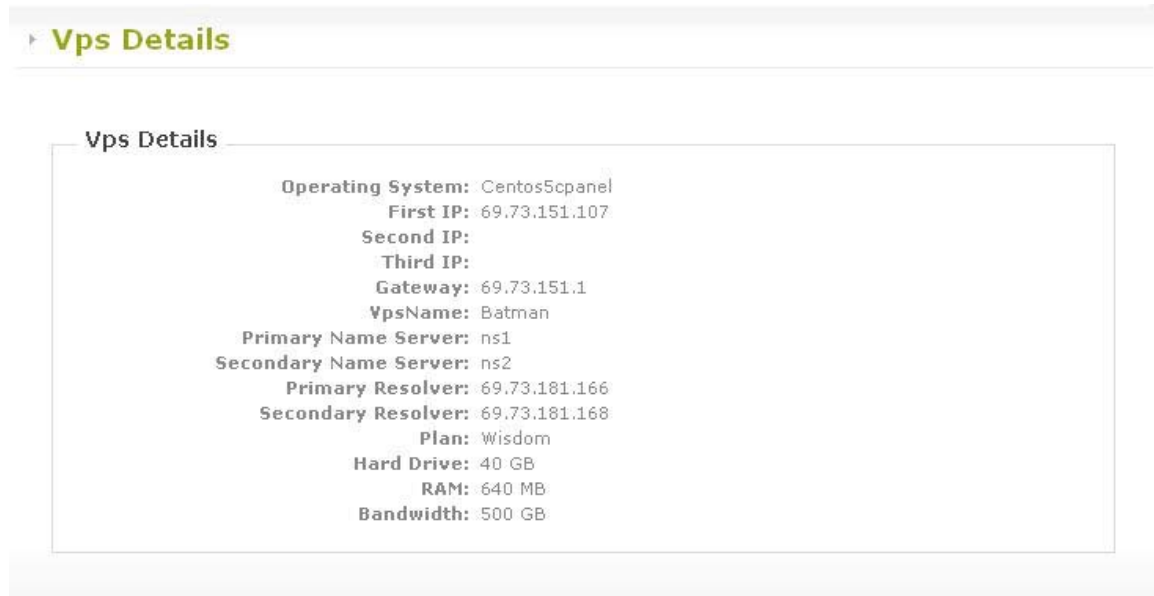 Vps Details
Vps Details
Operating System: Centos5cpanel
First IP: 69.73.151.107
Second IP:
Third IP:
Gateway: 69.73.151.1
VpsName: Batman
Primary Name Server: ns1
Secondary Name Server: ns2
Primary Resolver: 69.73.181.166
Secondary Resolver: 69.73.181.168
Plan: Wisdom
Hard Drive: 40 GB
RAM: 640 MB
Bandwidth: 500 GB